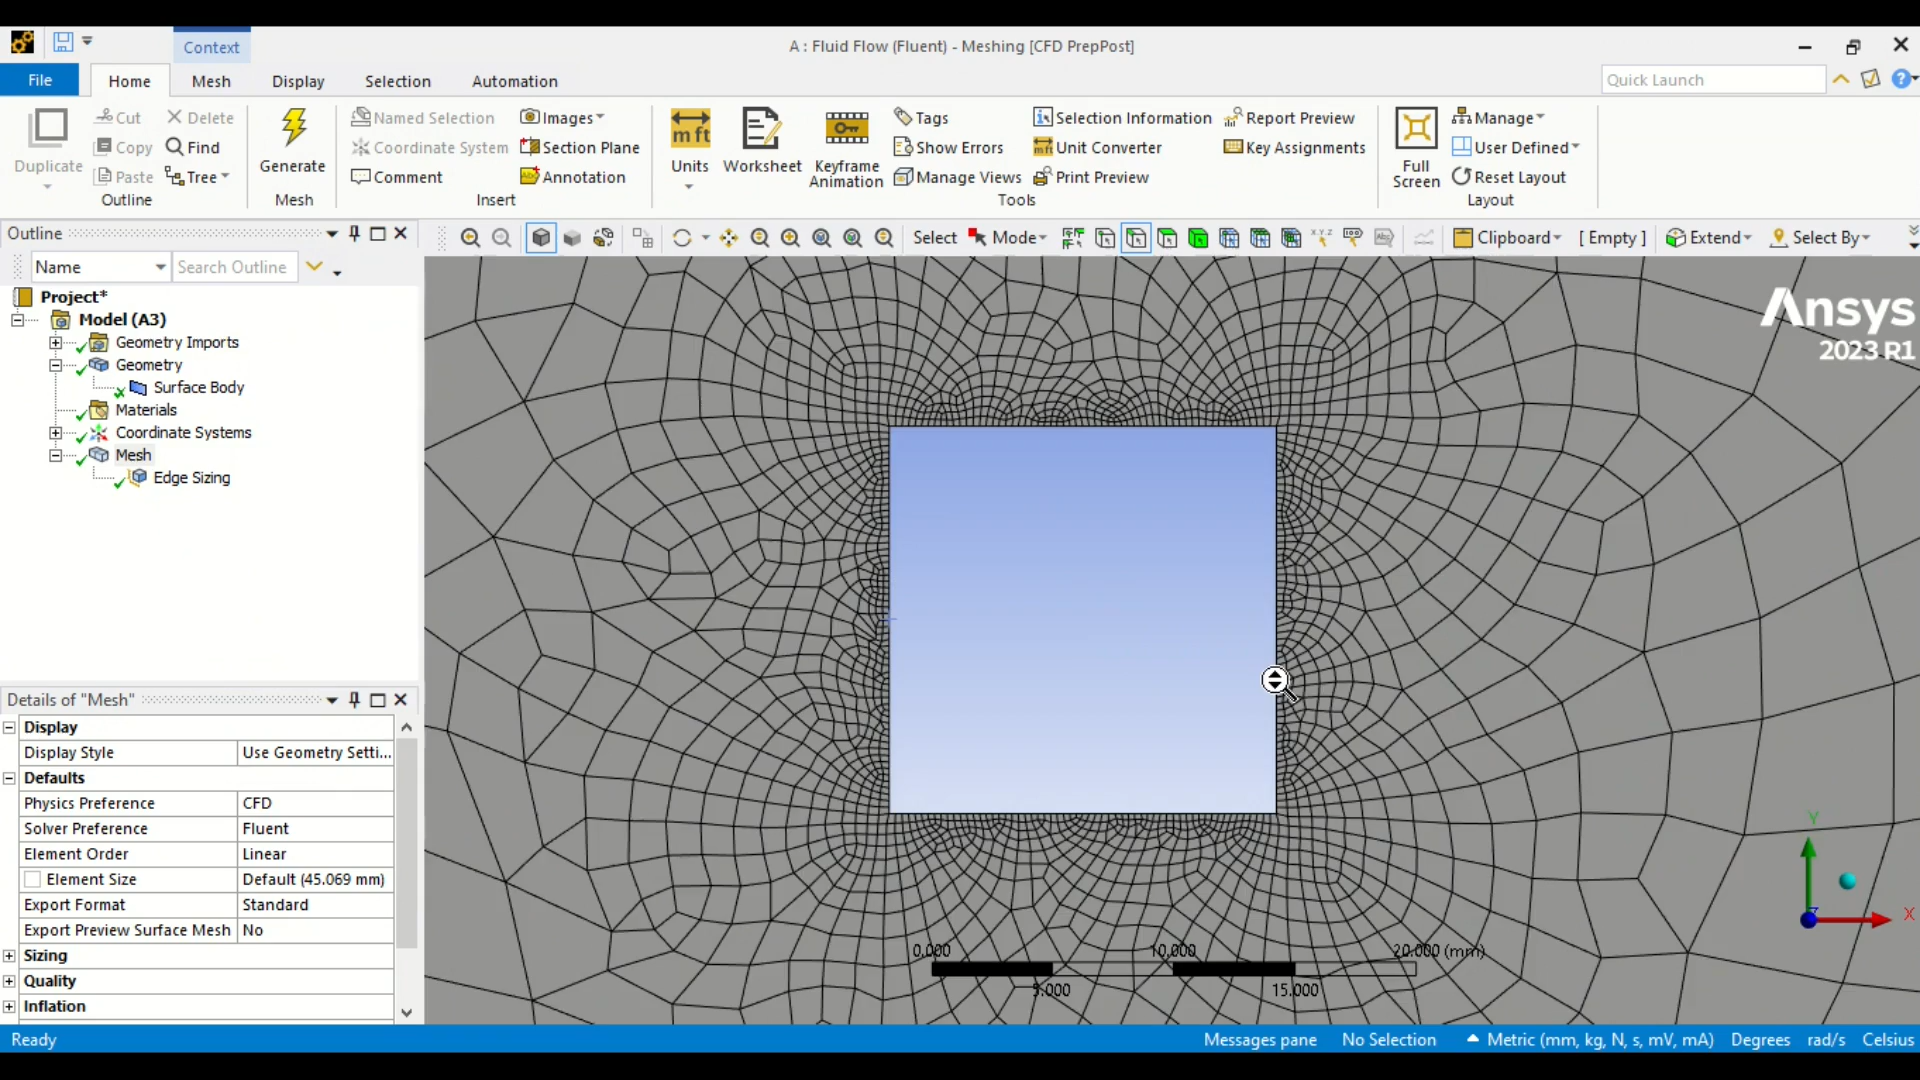 Context
A : Fluid Flow (Fluent) - Meshing [CFD PrepPost]
File Home Mesh Display Selection Automation
Quick Launch
Duplicate
Cut
Copy
Paste
Delete
Find
Tree
Outline
Generate
Mesh
Named Selection
Coordinate System
Comment
Images
Section Plane
Annotation
Insert
m ft
Units
Worksheet
Keyframe
Animation
Tags
Show Errors
Manage Views
Selection Information
Unit Converter
Print Preview
Report Preview
Key Assignments
Tools
Full
Screen
Manage
User Defined
Reset Layout
Layout
Outline
Name
Search Outline
Select Mode
Clipboard [ Empty ] Extend Select By
Project*
Model (A3)
Geometry Imports
Geometry
Surface Body
Materials
Coordinate Systems
Mesh
Edge Sizing
Ansys
2023 R1
Details of "Mesh"
Display
Display Style Use Geometry Setti...
Defaults
Physics Preference CFD
Solver Preference Fluent
Element Order Linear
Element Size Default (45.069 mm)
Export Format Standard
Export Preview Surface Mesh No
Sizing
Quality
Inflation
Y
X
Z
0.000 10.000 20.000 (mm)
5.000 15.000
Ready
Messages pane No Selection Metric (mm, kg, N, s, mV, mA) Degrees rad/s Celsius